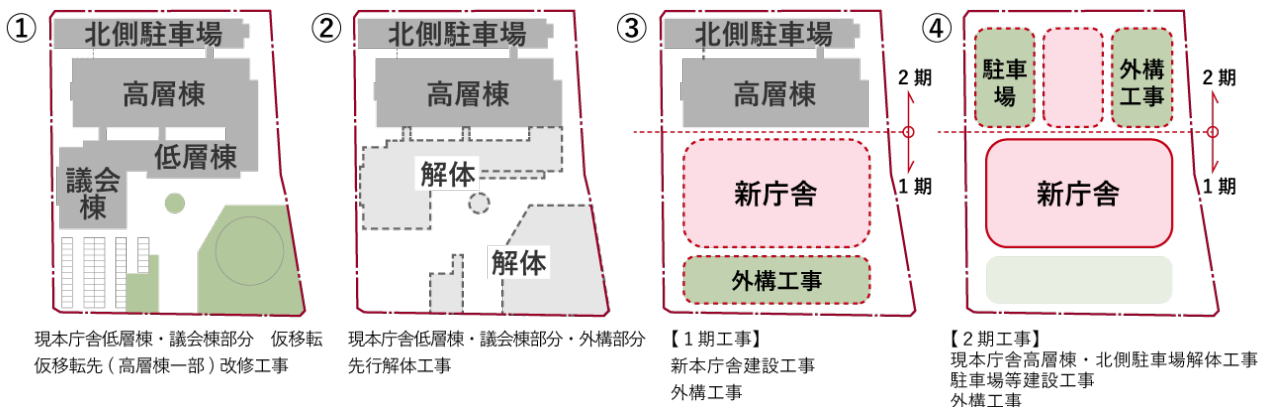 ①
北側駐車場
高層棟
低層棟
議会
棟
現本庁舎低層棟・議会棟部分　仮移転
仮移転先(高層棟一部)改修工事
②
北側駐車場
高層棟
解体
解体
現本庁舎低層棟・議会棟部分・外構部分
先行解体工事
③
北側駐車場
高層棟
2期
1期
新庁舎
外構工事
【1期工事】
新本庁舎建設工事
外構工事
④
駐車
場
外構
工事
2期
1期
新庁舎
【2期工事】
現本庁舎高層棟・北側駐車場解体工事
駐車場等建設工事
外構工事